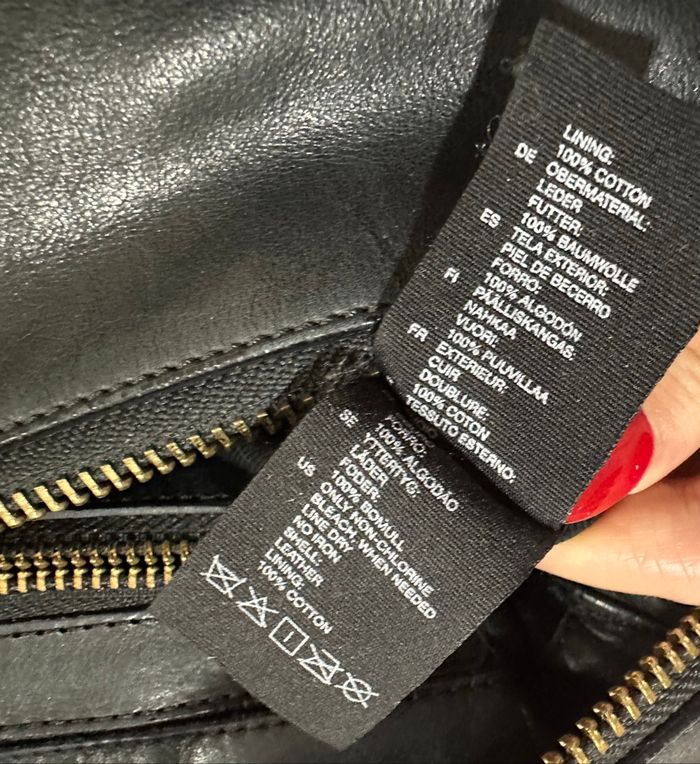 LINING:
100% COTTON
DE OBERMATERIAL:
LEDER
FUTTER:
100% BAUMWOLLE
ES TELA EXTERIOR:
PIEL DE BECERRO
FORRO:
100% ALGODÓN
FI PÄÄLLISKANGAS:
NAHKAA
VUORI:
100% PUUVILLAA
FR EXTERIEUR:
CUIR
DOUBLURE:
100% COTON
TESSUTO ESTERNO:
FORRO:
100% ALGODÃO
SE YTTERTYG:
LÄDER
FODER:
100% BOMULL
US ONLY NON-CHLORINE
BLEACH, WHEN NEEDED
LINE DRY
NO IRON
SHELL:
LEATHER
LINING:
100% COTTON